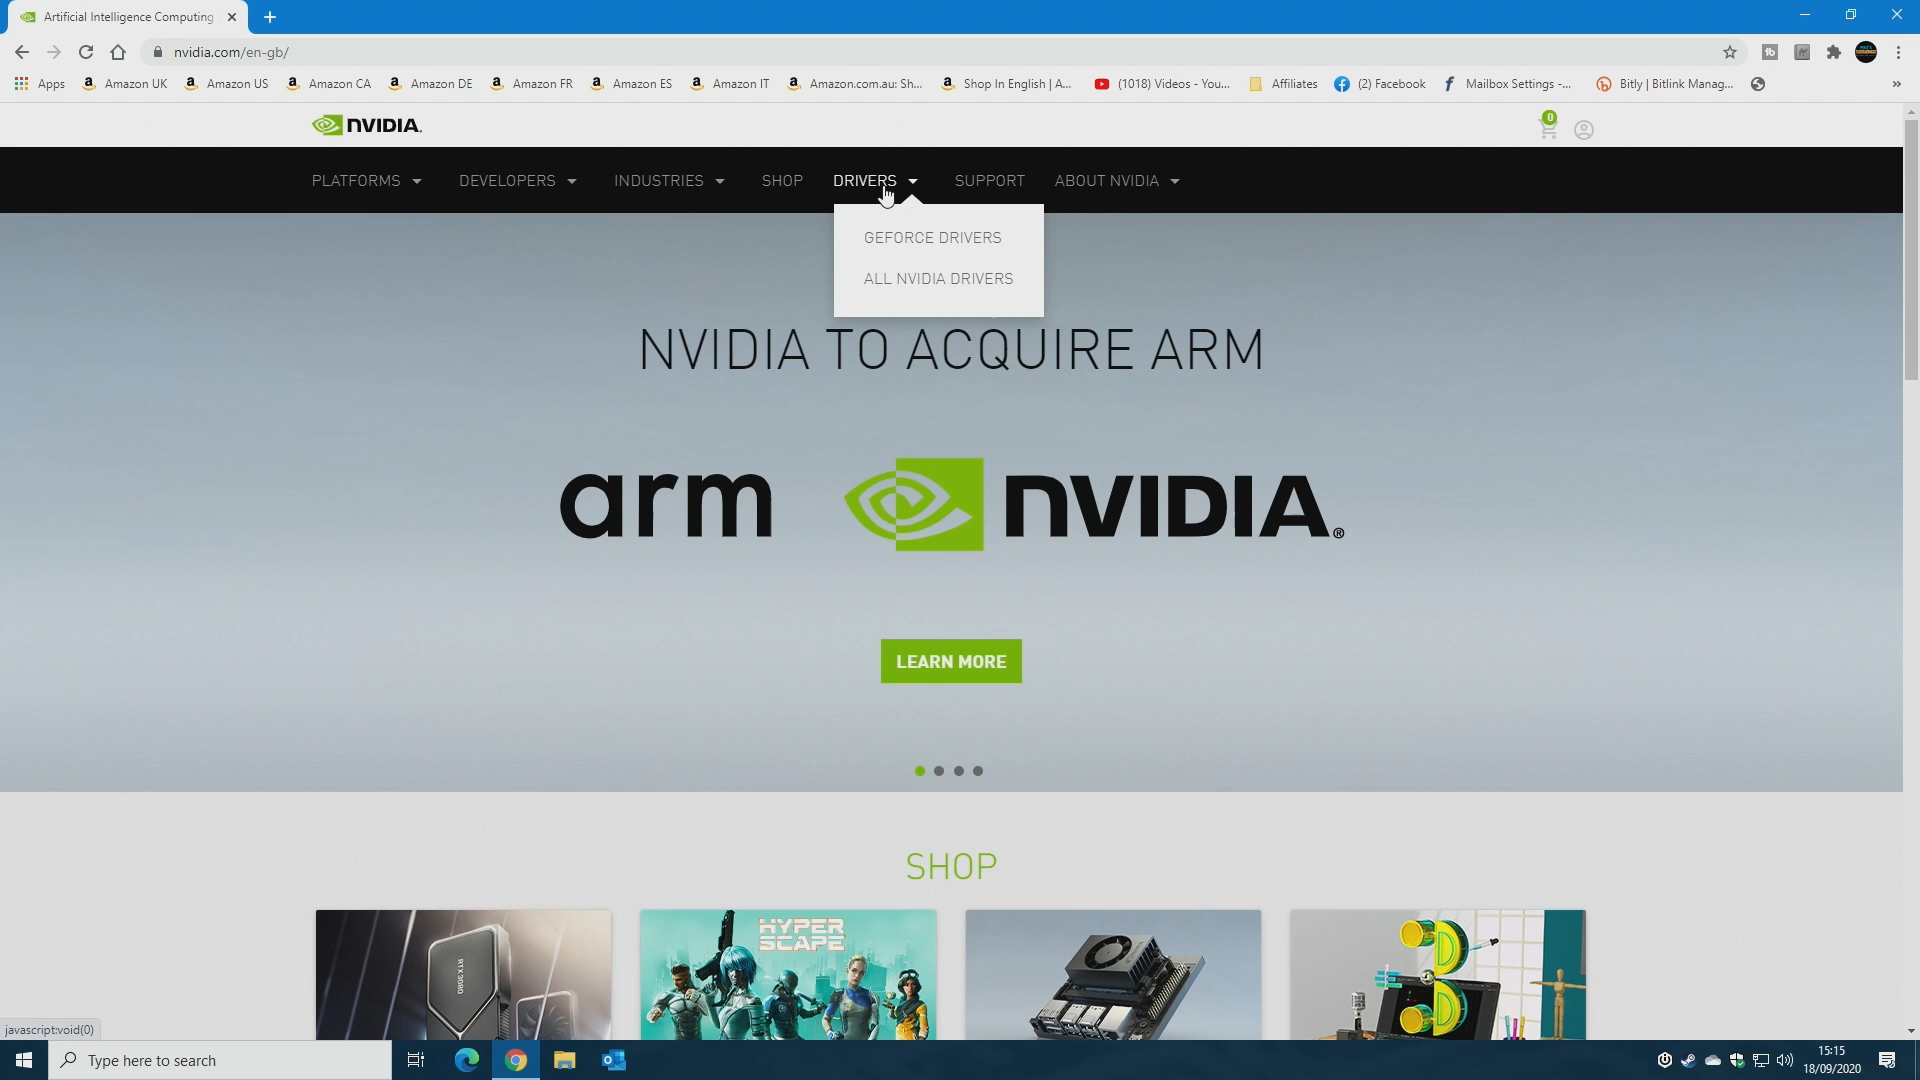 Artificial Intelligence Computing
nvidia.com/en-gb/
Apps
Amazon UK
Amazon US
Amazon CA
Amazon DE
Amazon FR
Amazon ES
Amazon IT
Amazon.com.au: Sh...
Shop In English | A...
(1018) Videos - You...
Affiliates
(2) Facebook
Mailbox Settings -...
Bitly | Bitlink Manag...
»
NVIDIA.
0
PLATFORMS
DEVELOPERS
INDUSTRIES
SHOP
DRIVERS
SUPPORT
ABOUT NVIDIA
GEFORCE DRIVERS
ALL NVIDIA DRIVERS
NVIDIA TO ACQUIRE ARM
arm NVIDIA®
LEARN MORE
SHOP
RTX 3080
HYPER
SCAPE
javascript:void(0)
Type here to search
15:15
18/09/2020